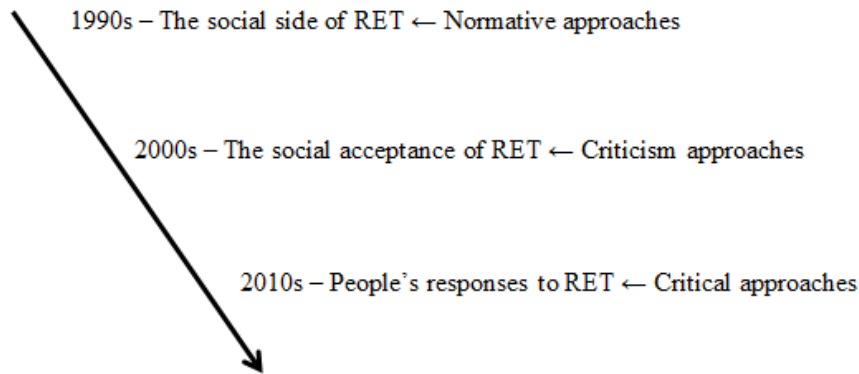 1990s – The social side of RET ← Normative approaches
2000s – The social acceptance of RET ← Criticism approaches
2010s – People’s responses to RET ← Critical approaches